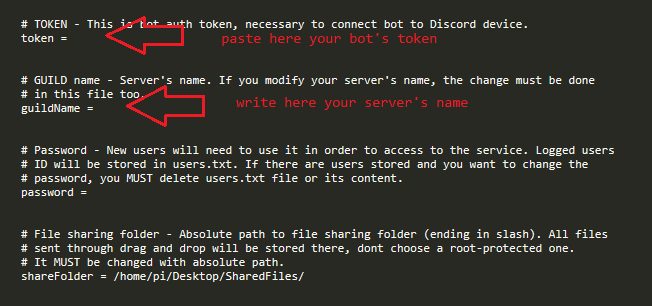 # TOKEN - This is bot auth token, necessary to connect bot to Discord device.
token = paste here your bot's token
# GUILD name - Server's name. If you modify your server's name, the change must be done
# in this file too.
guildName = write here your server's name
# Password - New users will need to use it in order to access to the service. Logged users
# ID will be stored in users.txt. If there are users stored and you want to change the
# password, you MUST delete users.txt file or its content.
password =
# File sharing folder - Absolute path to file sharing folder (ending in slash). All files
# sent through drag and drop will be stored there, dont choose a root-protected one.
# It MUST be changed with absolute path.
shareFolder = /home/pi/Desktop/SharedFiles/